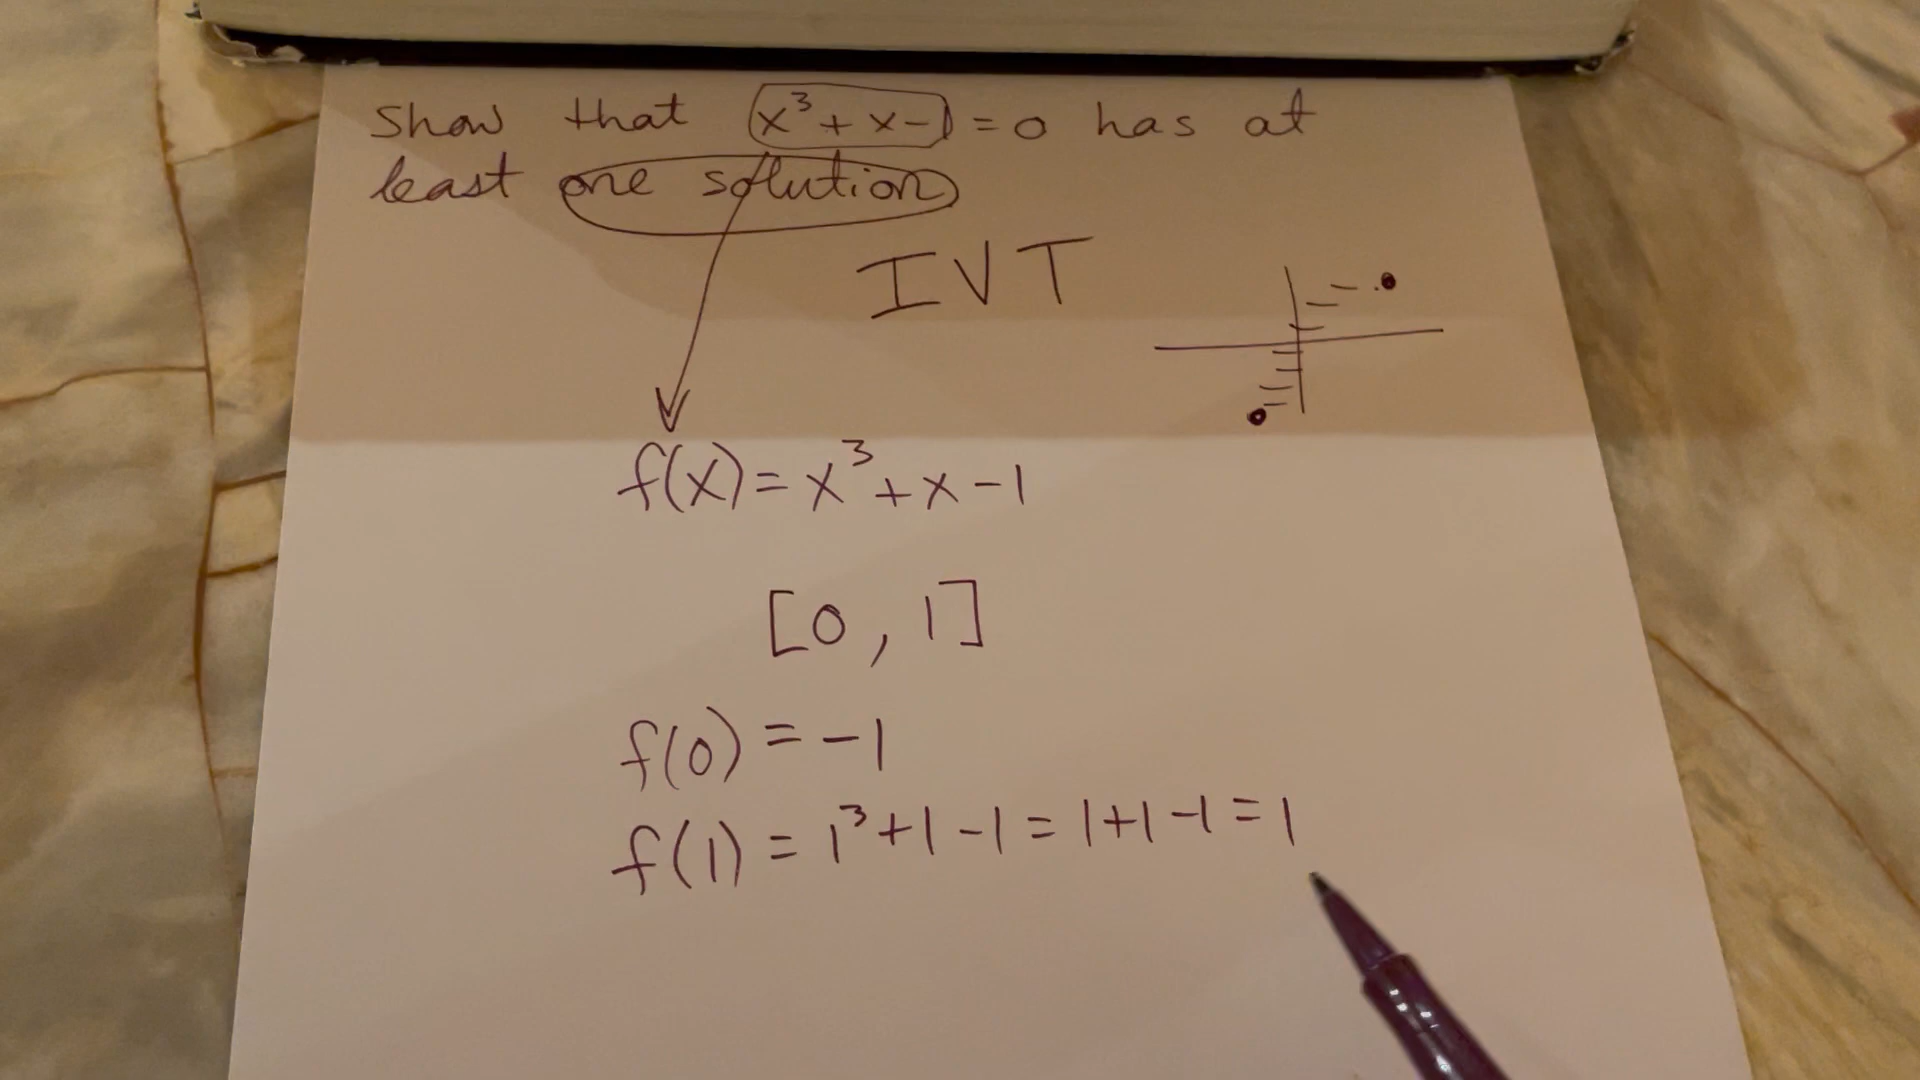 show that x³ + x - 1 = 0 has at
least one solution
IVT
f(x) = x³ + x - 1
[0, 1]
f(0) = -1
f(1) = 1³ + 1 - 1 = 1 + 1 - 1 = 1